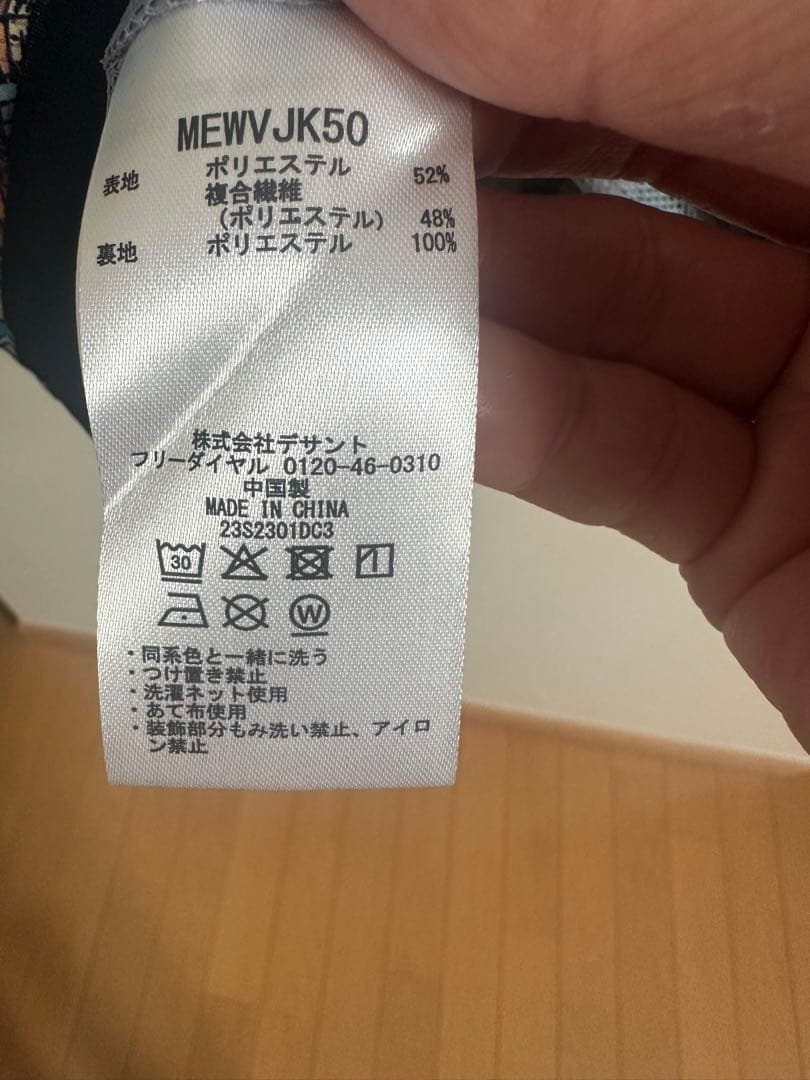 MEWVJK50
表地 ポリエステル 52%
複合繊維
(ポリエステル) 48%
裏地 ポリエステル 100%
株式会社デサント
フリーダイヤル 0120-46-0310
中国製
MADE IN CHINA
23S2301DC3
30
1
W
・同系色と一緒に洗う
・つけ置き禁止
・洗濯ネット使用
・あて布使用
・装飾部分もみ洗い禁止、アイロ
ン禁止